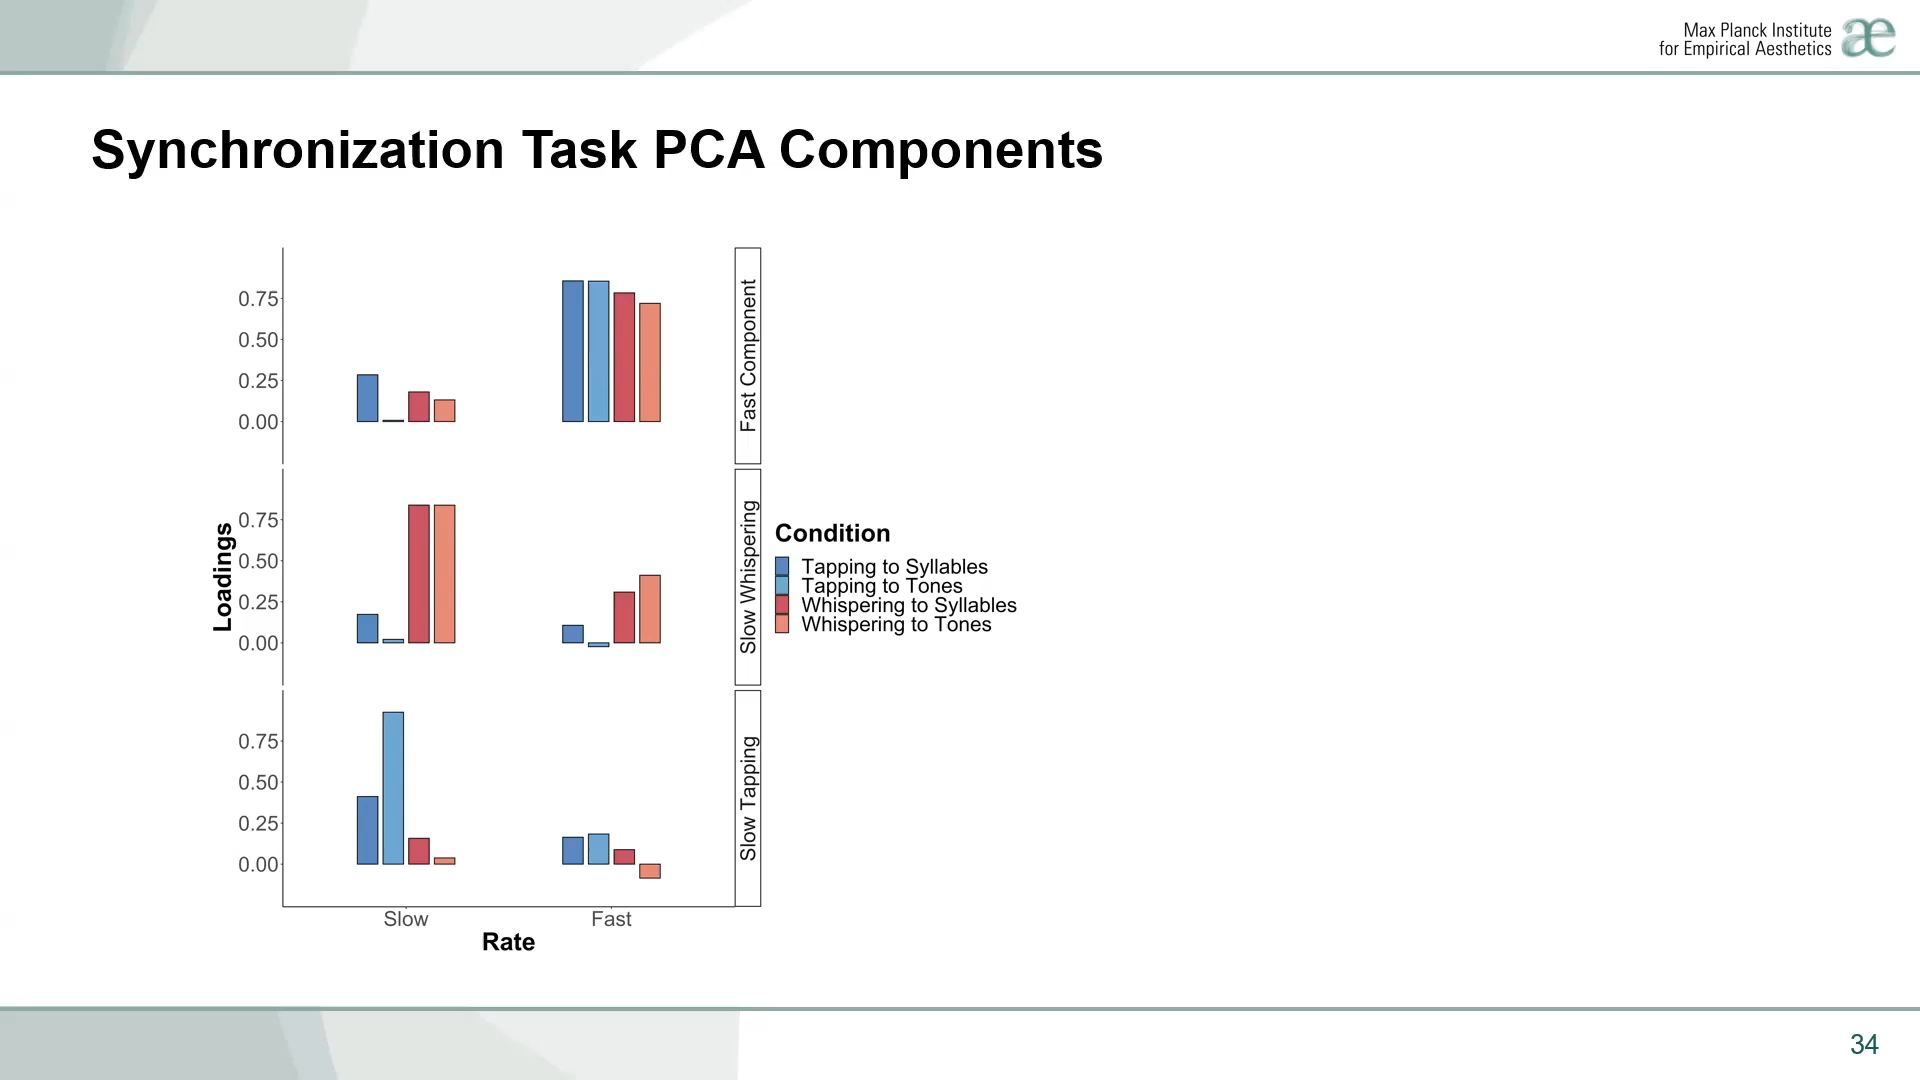 Max Planck Institute
for Empirical Aesthetics
æ
Synchronization Task PCA Components
0.75
0.50
0.25
0.00
Fast Component
Loadings
0.75
0.50
0.25
0.00
Slow Whispering
Condition
Tapping to Syllables
Tapping to Tones
Whispering to Syllables
Whispering to Tones
0.75
0.50
0.25
0.00
Slow Tapping
Slow Fast
Rate
34